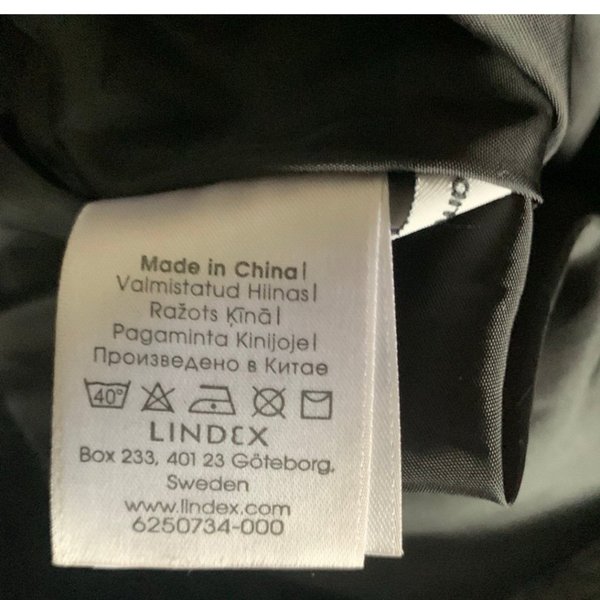 Made in China|
Valmistatud Hiinas|
Ražots Ķīnā|
Pagaminta Kinijoje|
Произведено в Китае
40°
LINDEX
Box 233, 401 23 Göteborg,
Sweden
www.lindex.com
6250734-000